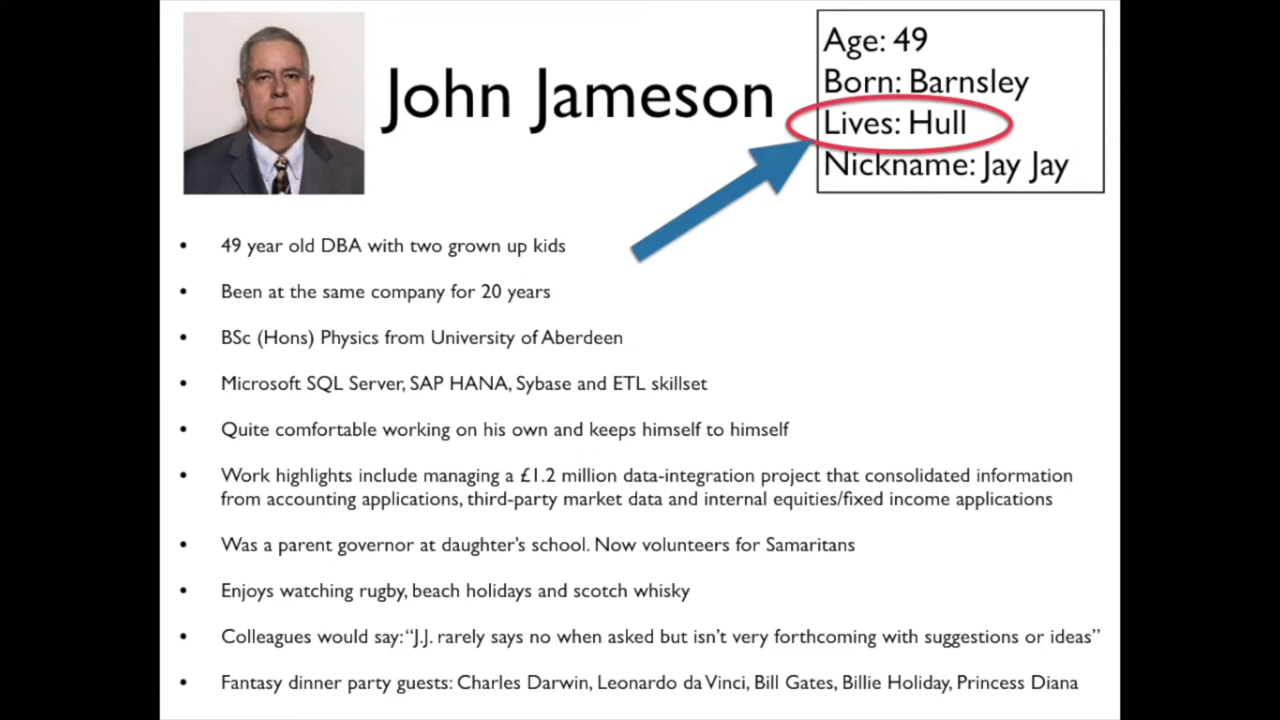 John Jameson
Age: 49
Born: Barnsley
Lives: Hull
Nickname: Jay Jay
• 49 year old DBA with two grown up kids
• Been at the same company for 20 years
• BSc (Hons) Physics from University of Aberdeen
• Microsoft SQL Server, SAP HANA, Sybase and ETL skillset
• Quite comfortable working on his own and keeps himself to himself
• Work highlights include managing a £1.2 million data-integration project that consolidated information
from accounting applications, third-party market data and internal equities/fixed income applications
• Was a parent governor at daughter's school. Now volunteers for Samaritans
• Enjoys watching rugby, beach holidays and scotch whisky
• Colleagues would say: “J.J. rarely says no when asked but isn't very forthcoming with suggestions or ideas”
• Fantasy dinner party guests: Charles Darwin, Leonardo da Vinci, Bill Gates, Billie Holiday, Princess Diana